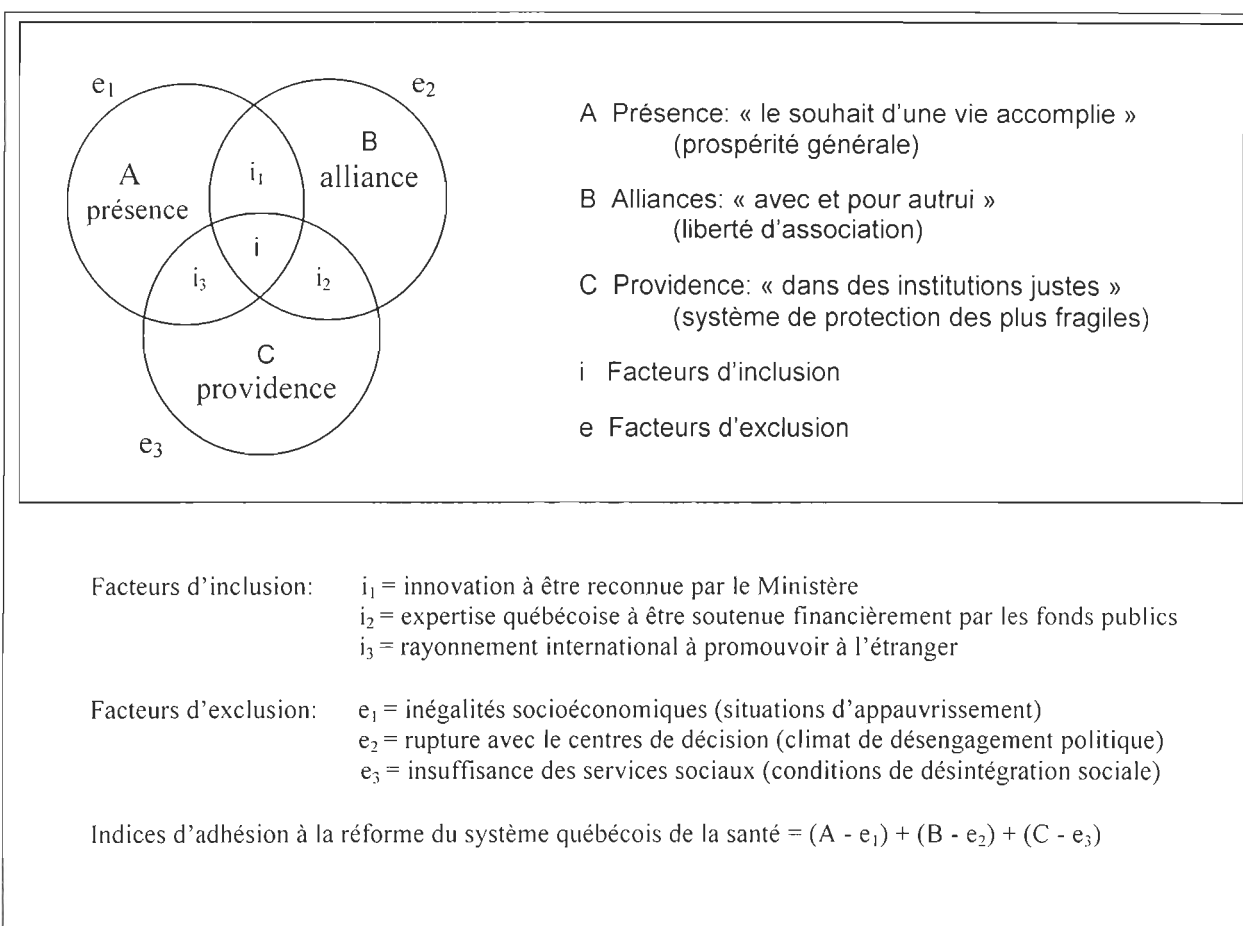 e₁
e₂
A
présence
i₁
B
alliance
i
i₃
i₂
C
providence
e₃
A Présence: « le souhait d'une vie accomplie »
(prospérité générale)
B Alliances: « avec et pour autrui »
(liberté d'association)
C Providence: « dans des institutions justes »
(système de protection des plus fragiles)
i Facteurs d'inclusion
e Facteurs d'exclusion
Facteurs d'inclusion: i₁ = innovation à être reconnue par le Ministère
i₂ = expertise québécoise à être soutenue financièrement par les fonds publics
i₃ = rayonnement international à promouvoir à l'étranger
Facteurs d'exclusion: e₁ = inégalités socioéconomiques (situations d'appauvrissement)
e₂ = rupture avec le centres de décision (climat de désengagement politique)
e₃ = insuffisance des services sociaux (conditions de désintégration sociale)
Indices d'adhésion à la réforme du système québécois de la santé = (A - e₁) + (B - e₂) + (C - e₃)